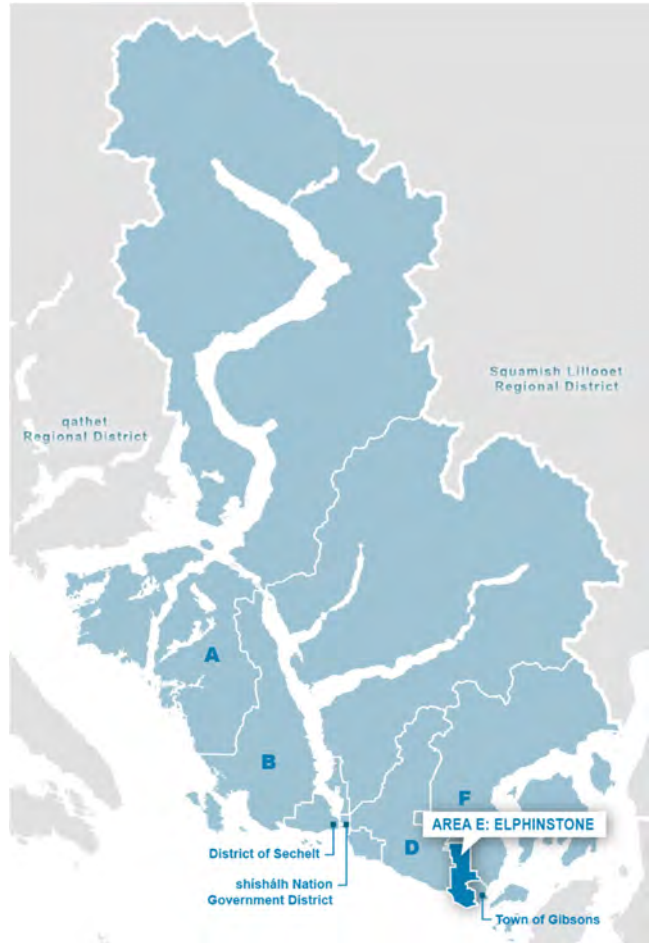 Squamish Lillooet
Regional District
qathet
Regional District
A
B
F
AREA E: ELPHINSTONE
D
District of Sechelt
shíshálh Nation
Government District
Town of Gibsons